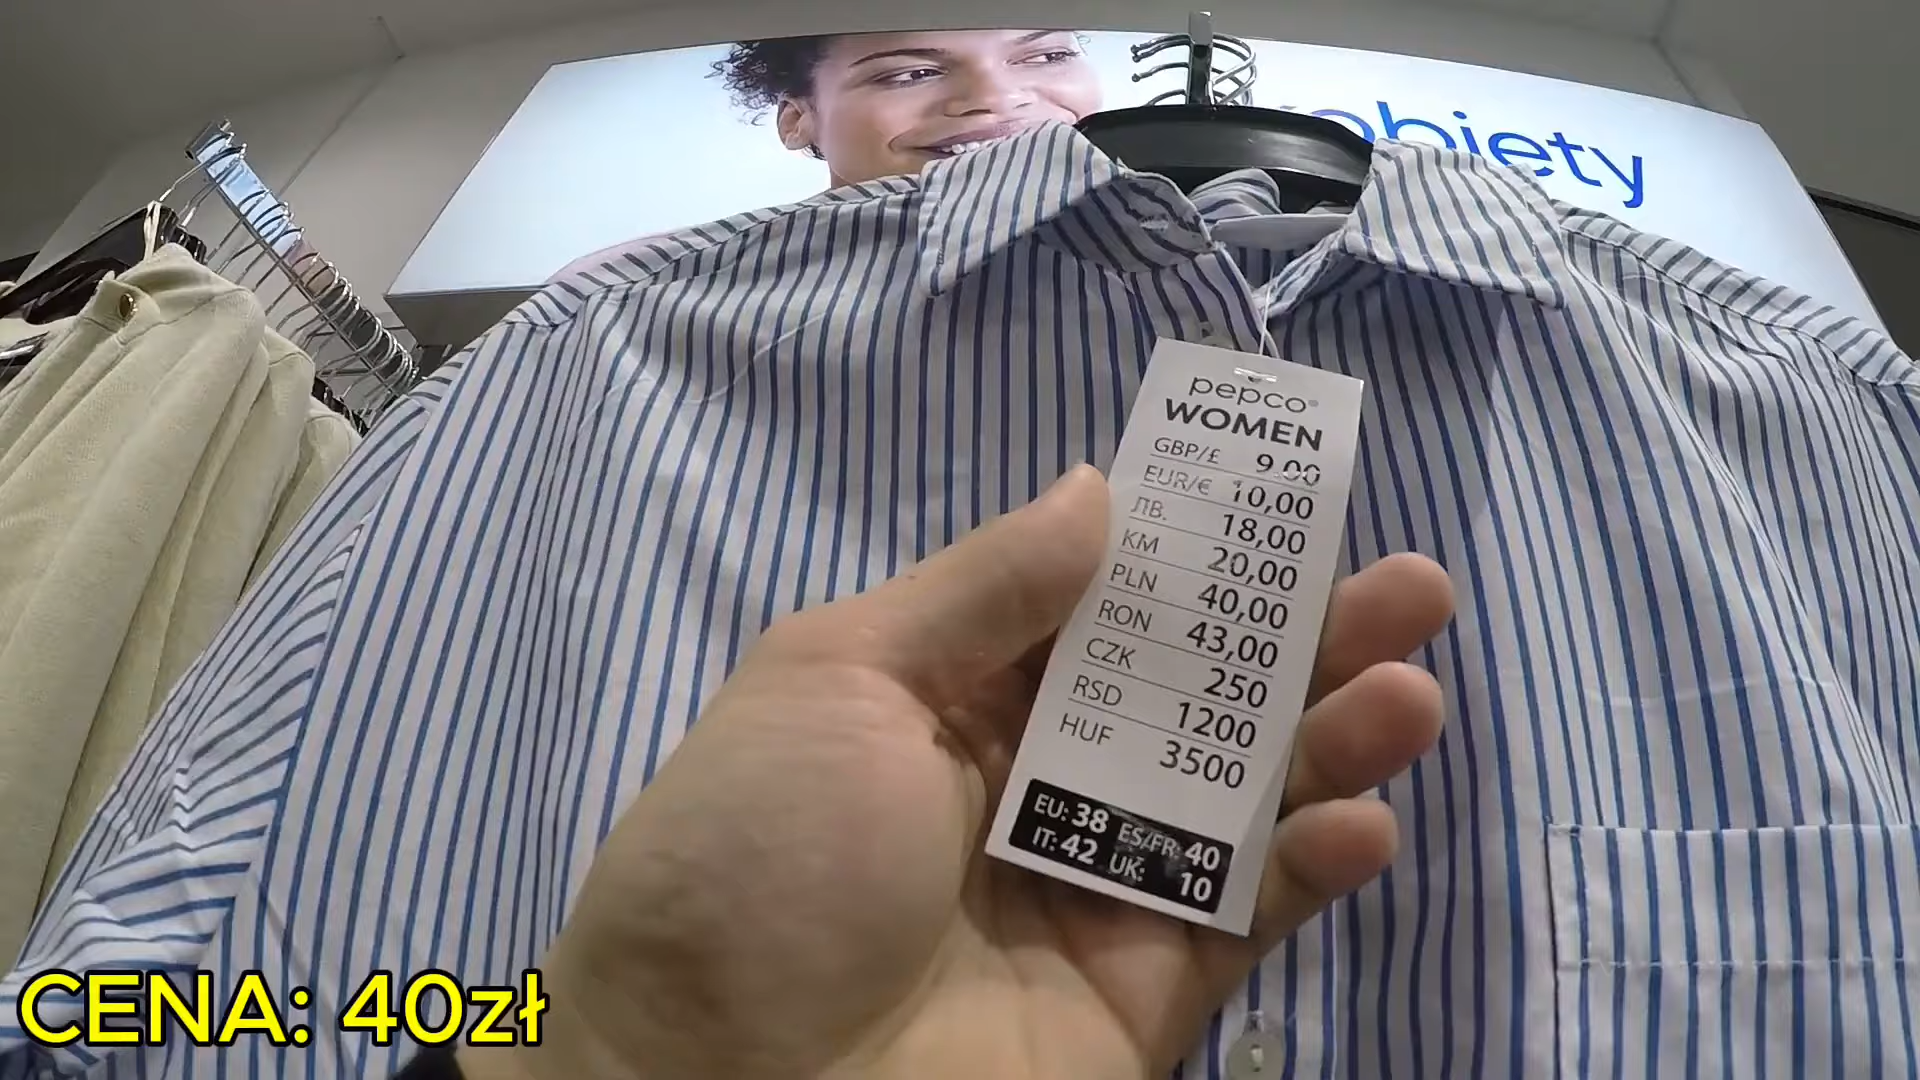 obiety
pepco®
WOMEN
GBP/£ 9.00
EUR/€ 10,00
ЛВ. 18,00
KM 20,00
PLN 40,00
RON 43,00
CZK 250
RSD 1200
HUF 3500
EU: 38 ES/FR: 40
IT: 42 UK: 10
CENA: 40zł